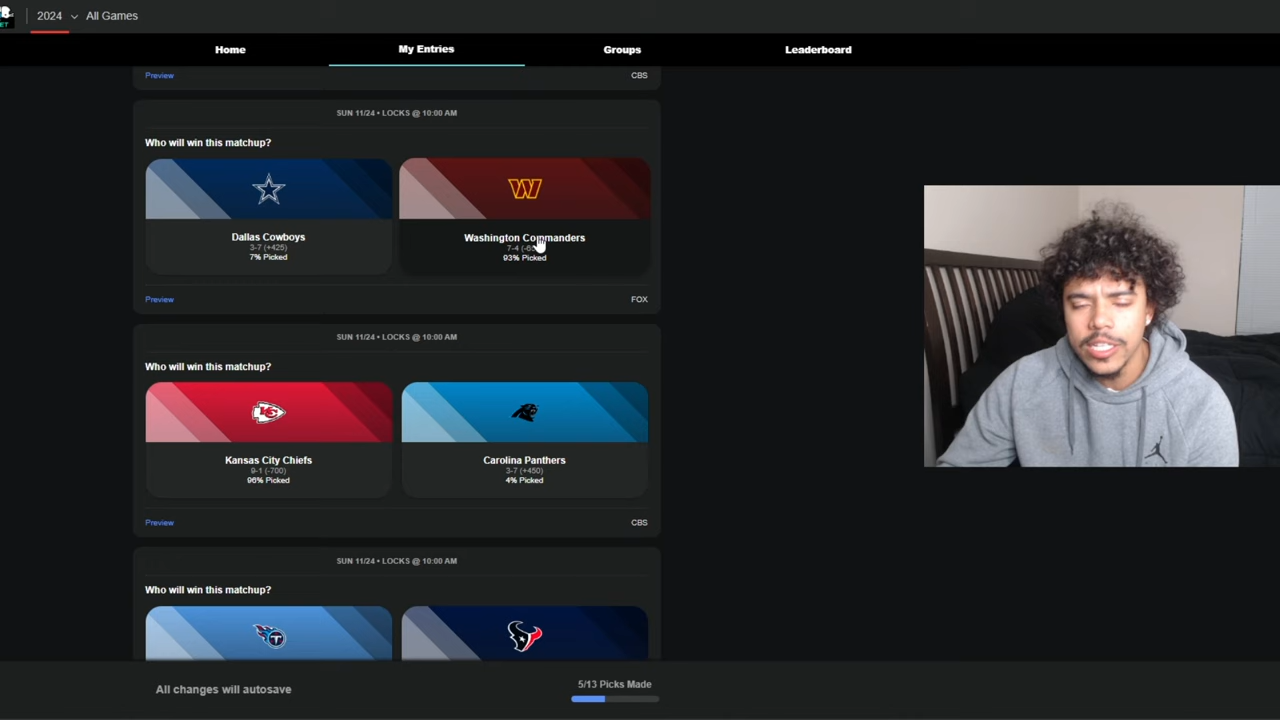 2024 All Games
Home My Entries Groups Leaderboard
Preview CBS
SUN 11/24 • LOCKS @ 10:00 AM
Who will win this matchup?
W
Dallas Cowboys
3-7 (+425)
7% Picked
Washington Commanders
7-4
93% Picked
Preview FOX
SUN 11/24 • LOCKS @ 10:00 AM
Who will win this matchup?
KC
Kansas City Chiefs
9-1 (-700)
96% Picked
Carolina Panthers
3-7 (+450)
4% Picked
Preview CBS
SUN 11/24 • LOCKS @ 10:00 AM
Who will win this matchup?
T
All changes will autosave
5/13 Picks Made